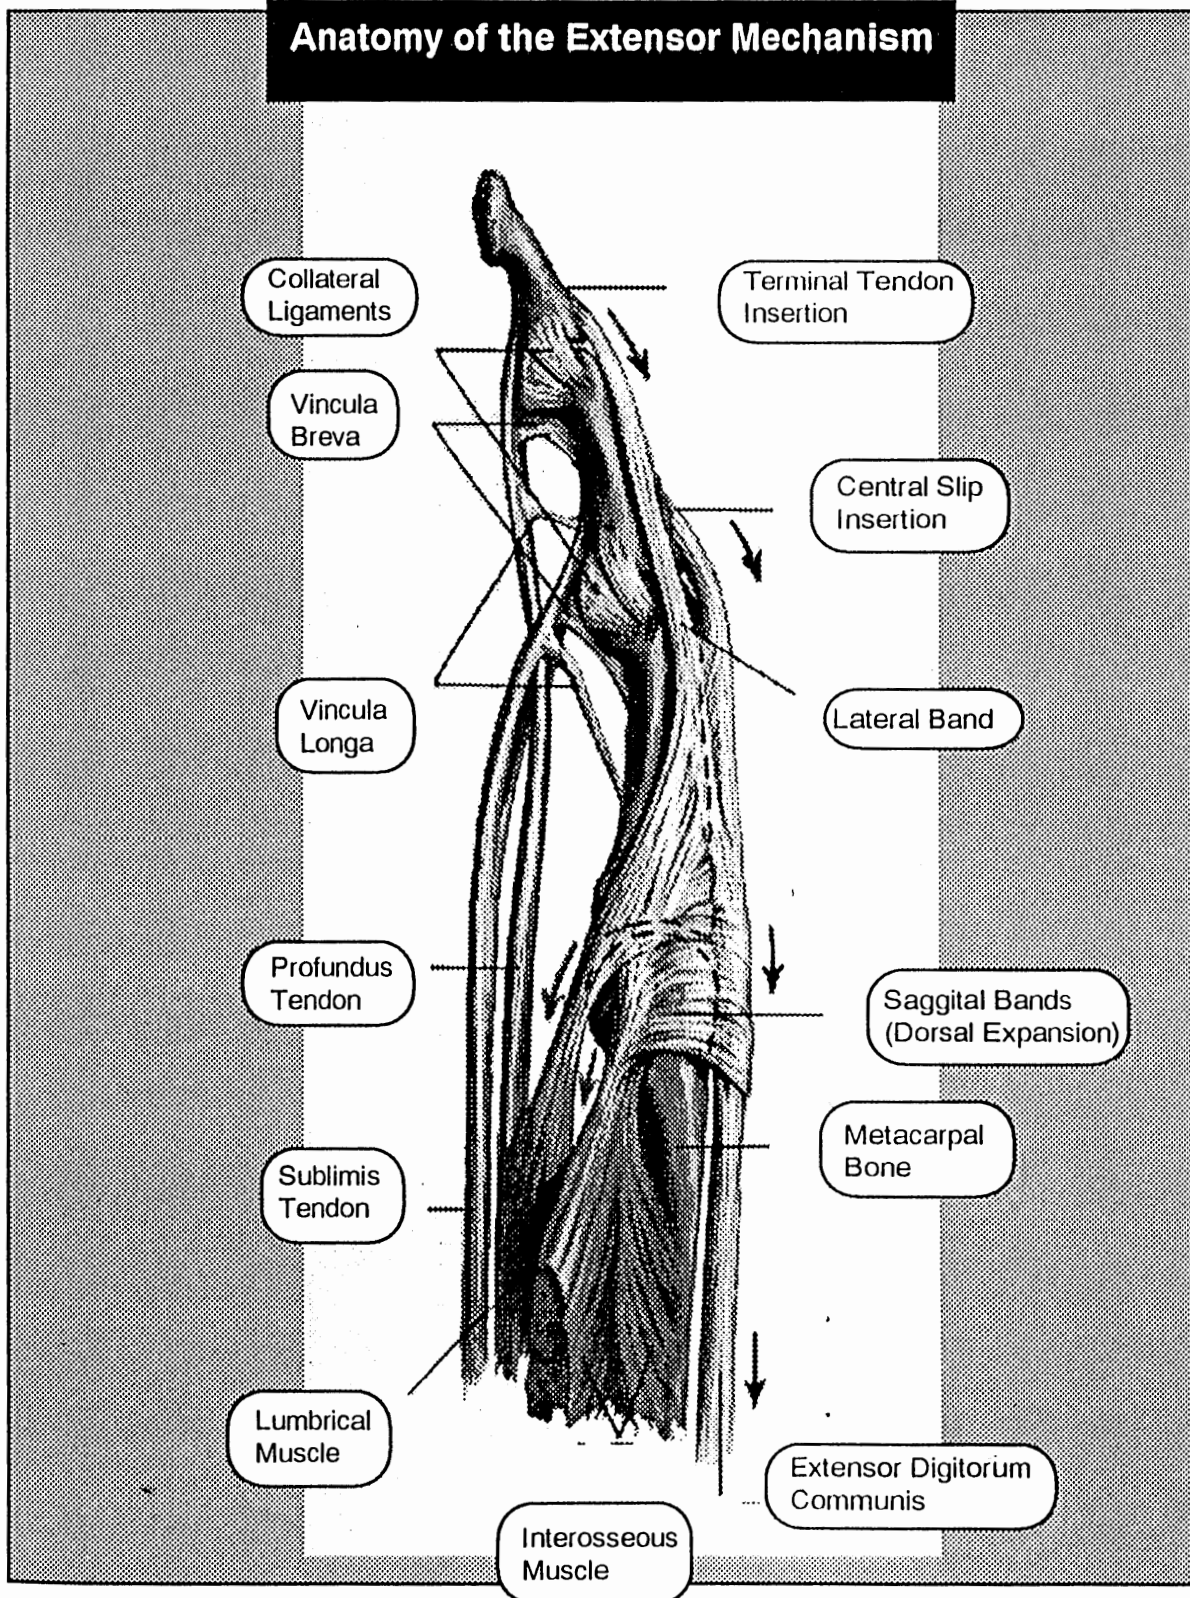 Anatomy of the Extensor Mechanism
Collateral
Ligaments
Terminal Tendon
Insertion
Vincula
Breva
Central Slip
Insertion
Vincula
Longa
Lateral Band
Profundus
Tendon
Saggital Bands
(Dorsal Expansion)
Metacarpal
Bone
Sublimis
Tendon
Lumbrical
Muscle
Extensor Digitorum
Communis
Interosseous
Muscle